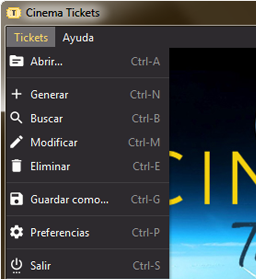 T Cinema Tickets
Tickets Ayuda
Abrir... Ctrl-A
Generar Ctrl-N
Buscar Ctrl-B
Modificar Ctrl-M
Eliminar Ctrl-E
Guardar como... Ctrl-G
Preferencias Ctrl-P
Salir Ctrl-S
CIN